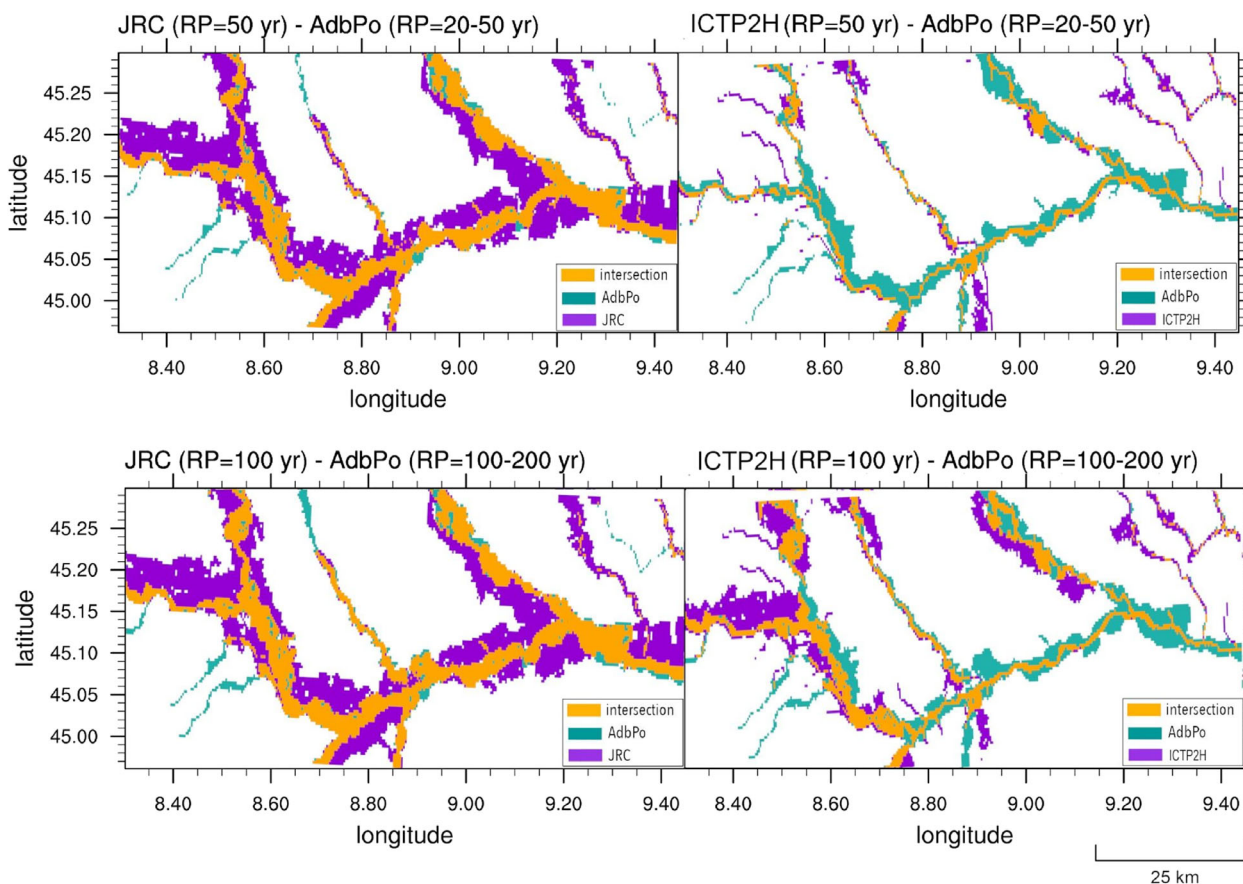 JRC (RP=50 yr) - AdbPo (RP=20-50 yr)
ICTP2H (RP=50 yr) - AdbPo (RP=20-50 yr)
latitude
45.25
45.20
45.15
45.10
45.05
45.00
intersection
AdbPo
JRC
intersection
AdbPo
ICTP2H
8.40 8.60 8.80 9.00 9.20 9.40
8.40 8.60 8.80 9.00 9.20 9.40
longitude
longitude
JRC (RP=100 yr) - AdbPo (RP=100-200 yr)
ICTP2H (RP=100 yr) - AdbPo (RP=100-200 yr)
latitude
45.25
45.20
45.15
45.10
45.05
45.00
intersection
AdbPo
JRC
intersection
AdbPo
ICTP2H
8.40 8.60 8.80 9.00 9.20 9.40
8.40 8.60 8.80 9.00 9.20 9.40
longitude
longitude
25 km